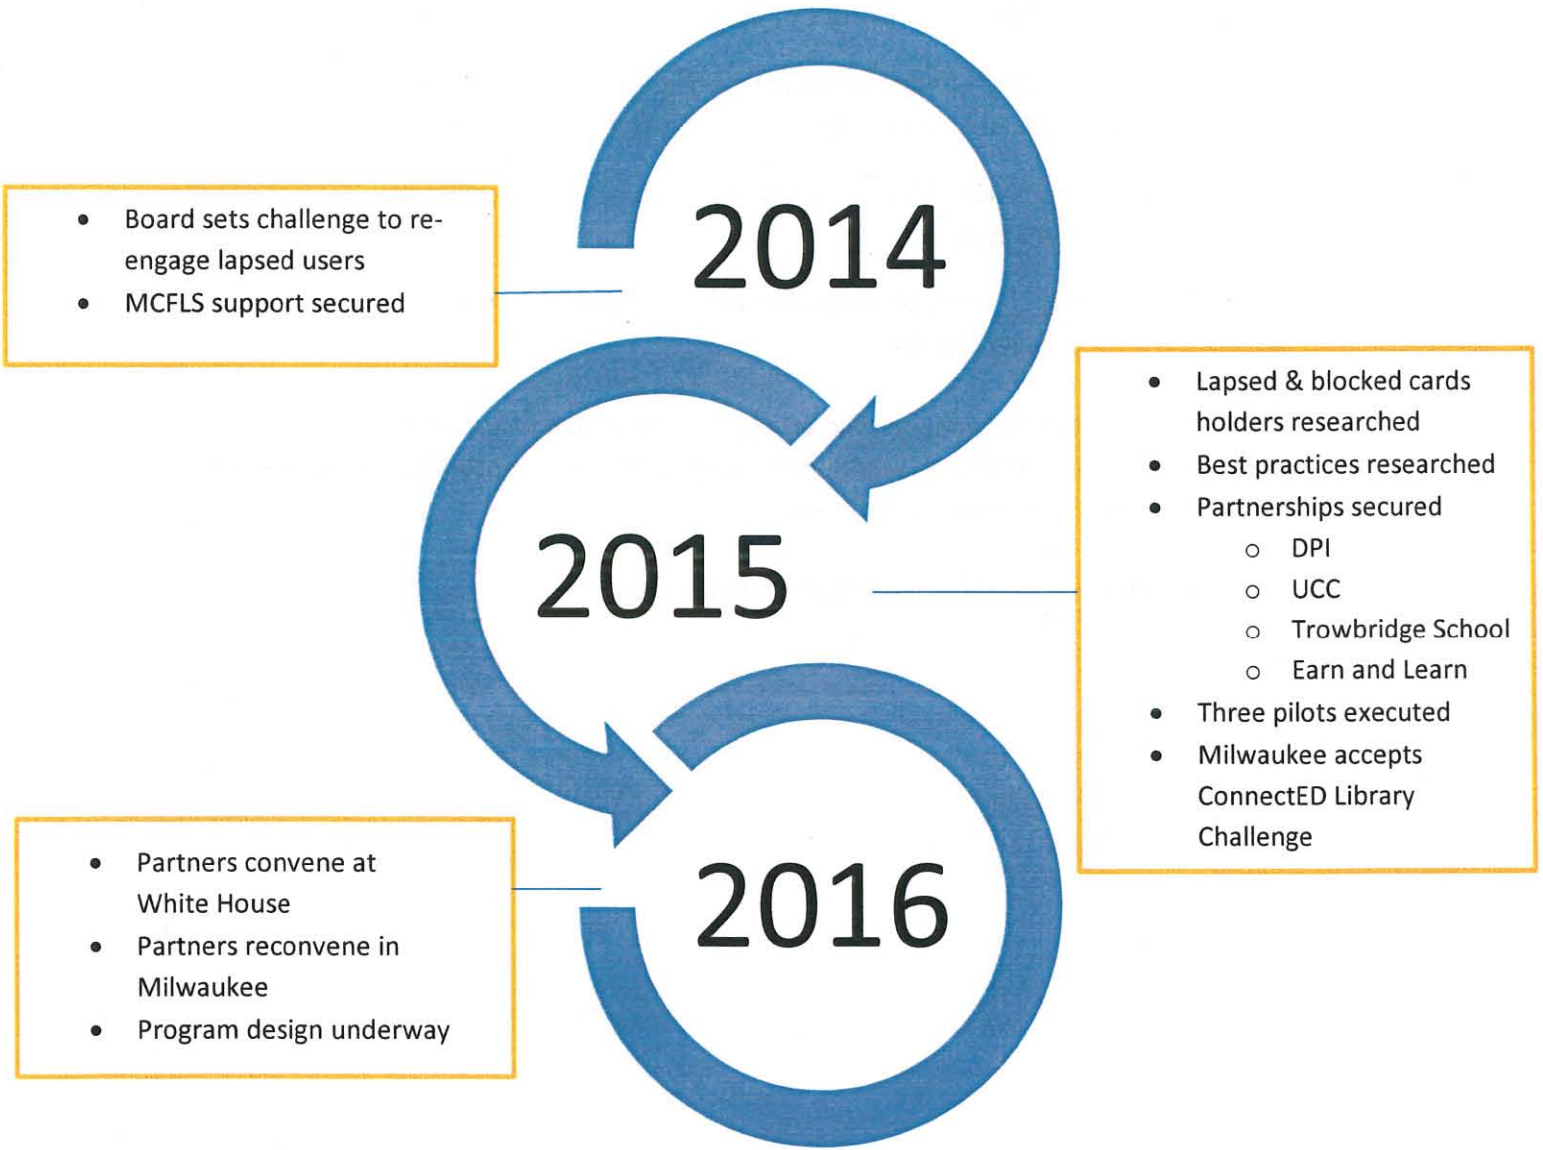 2014
• Board sets challenge to re-
engage lapsed users
• MCFLS support secured
2015
• Lapsed & blocked cards
holders researched
• Best practices researched
• Partnerships secured
o DPI
o UCC
o Trowbridge School
o Earn and Learn
• Three pilots executed
• Milwaukee accepts
ConnectED Library
Challenge
2016
• Partners convene at
White House
• Partners reconvene in
Milwaukee
• Program design underway